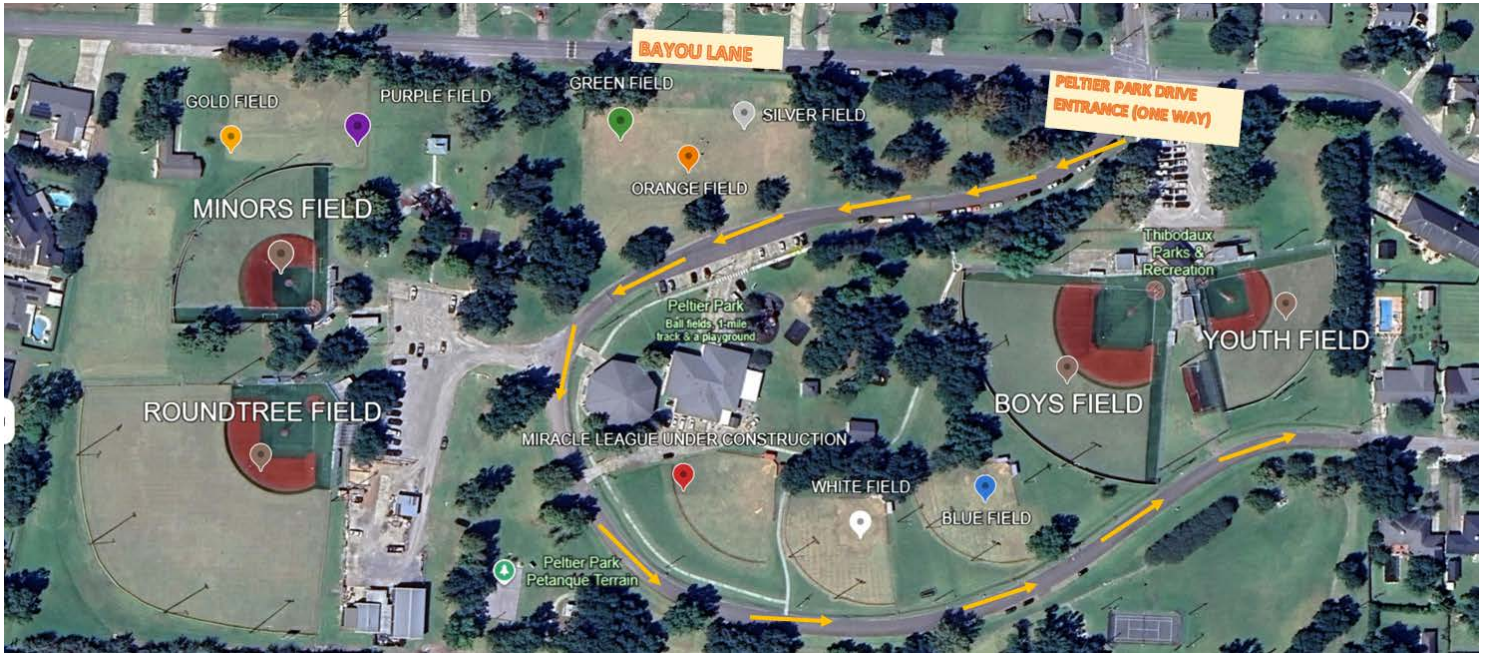 BAYOU LANE
PELTIER PARK DRIVE
ENTRANCE (ONE WAY)
GOLD FIELD
PURPLE FIELD
GREEN FIELD
SILVER FIELD
ORANGE FIELD
MINORS FIELD
Thibodaux
Parks &
Recreation
Peltier Park
Ball fields, 1-mile
track & a playground.
YOUTH FIELD
BOYS FIELD
ROUNDTREE FIELD
MIRACLE LEAGUE UNDER CONSTRUCTION
WHITE FIELD
BLUE FIELD
Peltier Park
Petanque Terrain